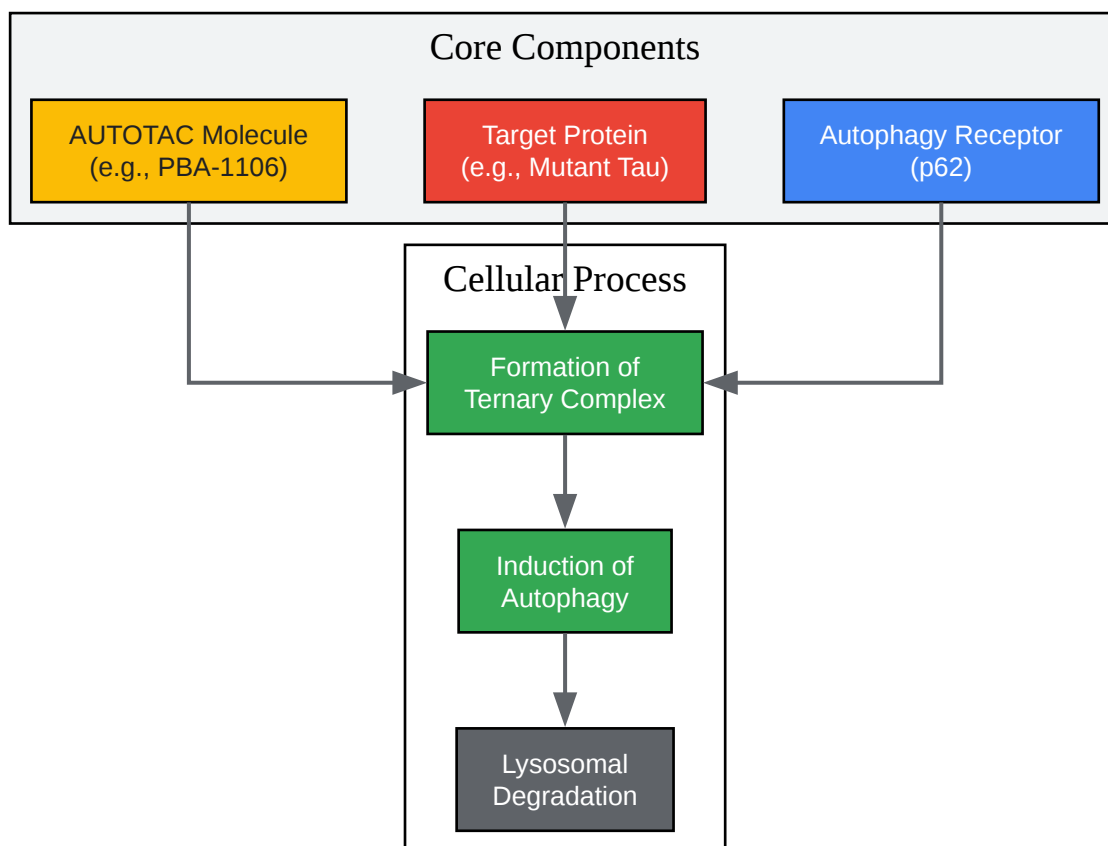 Core Components
AUTOTAC Molecule
(e.g., PBA-1106)
Target Protein
(e.g., Mutant Tau)
Autophagy Receptor
(p62)
Cellular Process
Formation of
Ternary Complex
Induction of
Autophagy
Lysosomal
Degradation